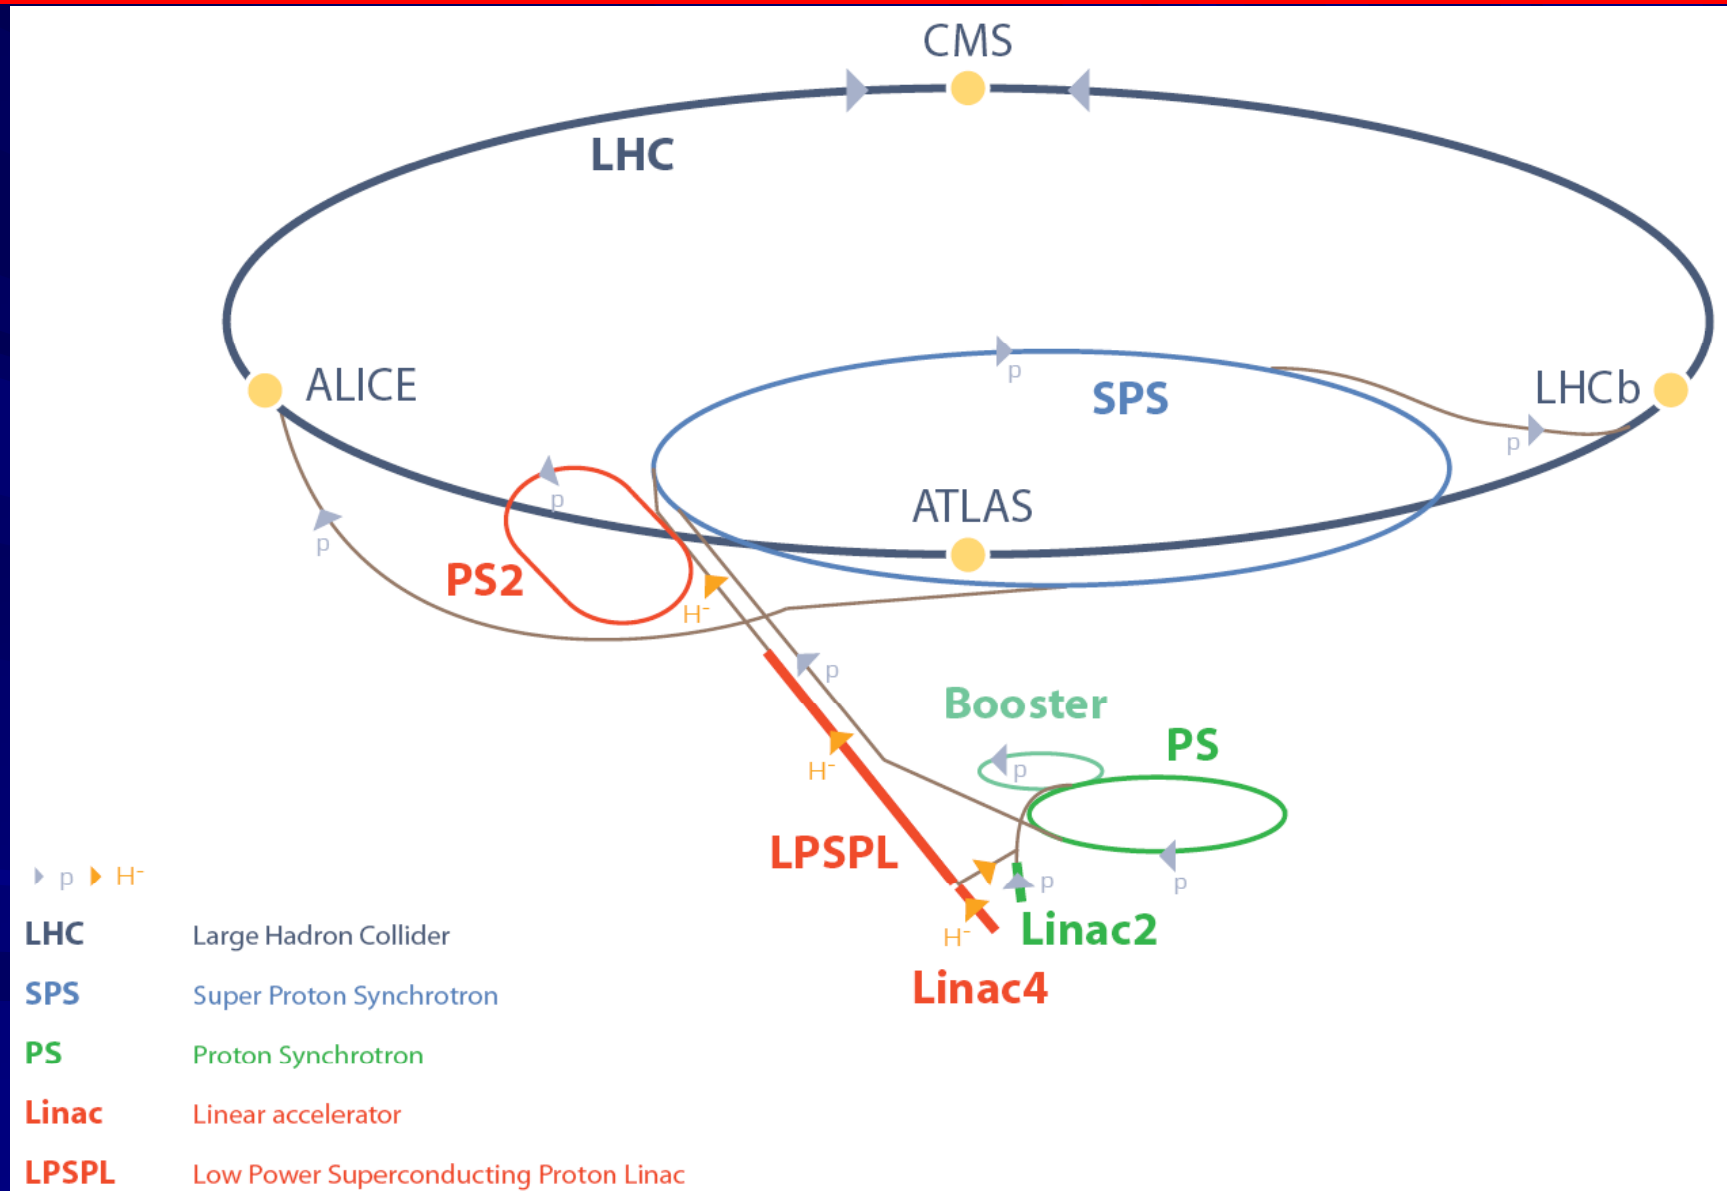 CMS
LHC
ALICE
p
SPS
LHCb
p
p
ATLAS
p
PS2
H-
p
Booster
PS
p
H-
LPSPL
p
p
H-
Linac2
Linac4
p H-
LHC Large Hadron Collider
SPS Super Proton Synchrotron
PS Proton Synchrotron
Linac Linear accelerator
LPSPL Low Power Superconducting Proton Linac